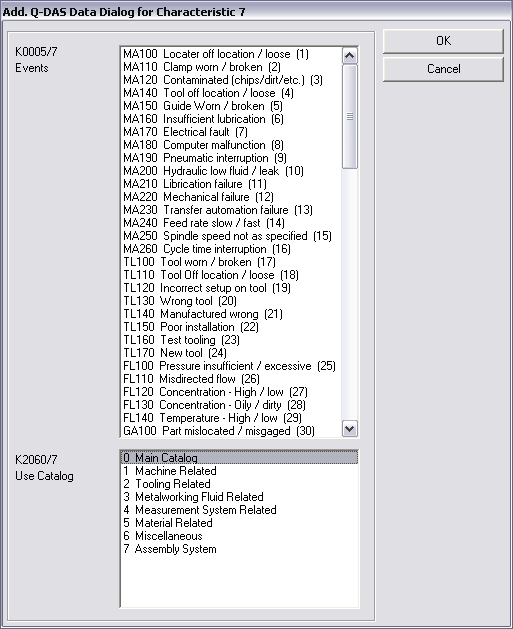 Add. Q-DAS Data Dialog for Characteristic 7
K0005/7
Events
MA100 Locater off location / loose (1)
MA110 Clamp worn / broken (2)
MA120 Contaminated (chips/dirt/etc.) (3)
MA140 Tool off location / loose (4)
MA150 Guide Worn / broken (5)
MA160 Insufficient lubrication (6)
MA170 Electrical fault (7)
MA180 Computer malfunction (8)
MA190 Pneumatic interruption (9)
MA200 Hydraulic low fluid / leak (10)
MA210 Librication failure (11)
MA220 Mechanical failure (12)
MA230 Transfer automation failure (13)
MA240 Feed rate slow / fast (14)
MA250 Spindle speed not as specified (15)
MA260 Cycle time interruption (16)
TL100 Tool worn / broken (17)
TL110 Tool Off location / loose (18)
TL120 Incorrect setup on tool (19)
TL130 Wrong tool (20)
TL140 Manufactured wrong (21)
TL150 Poor installation (22)
TL160 Test tooling (23)
TL170 New tool (24)
FL100 Pressure insufficient / excessive (25)
FL110 Misdirected flow (26)
FL120 Concentration - High / low (27)
FL130 Concentration - Oily / dirty (28)
FL140 Temperature - High / low (29)
GA100 Part mislocated / misgaged (30)
OK
Cancel
K2060/7
Use Catalog
0 Main Catalog
1 Machine Related
2 Tooling Related
3 Metalworking Fluid Related
4 Measurement System Related
5 Material Related
6 Miscellaneous
7 Assembly System